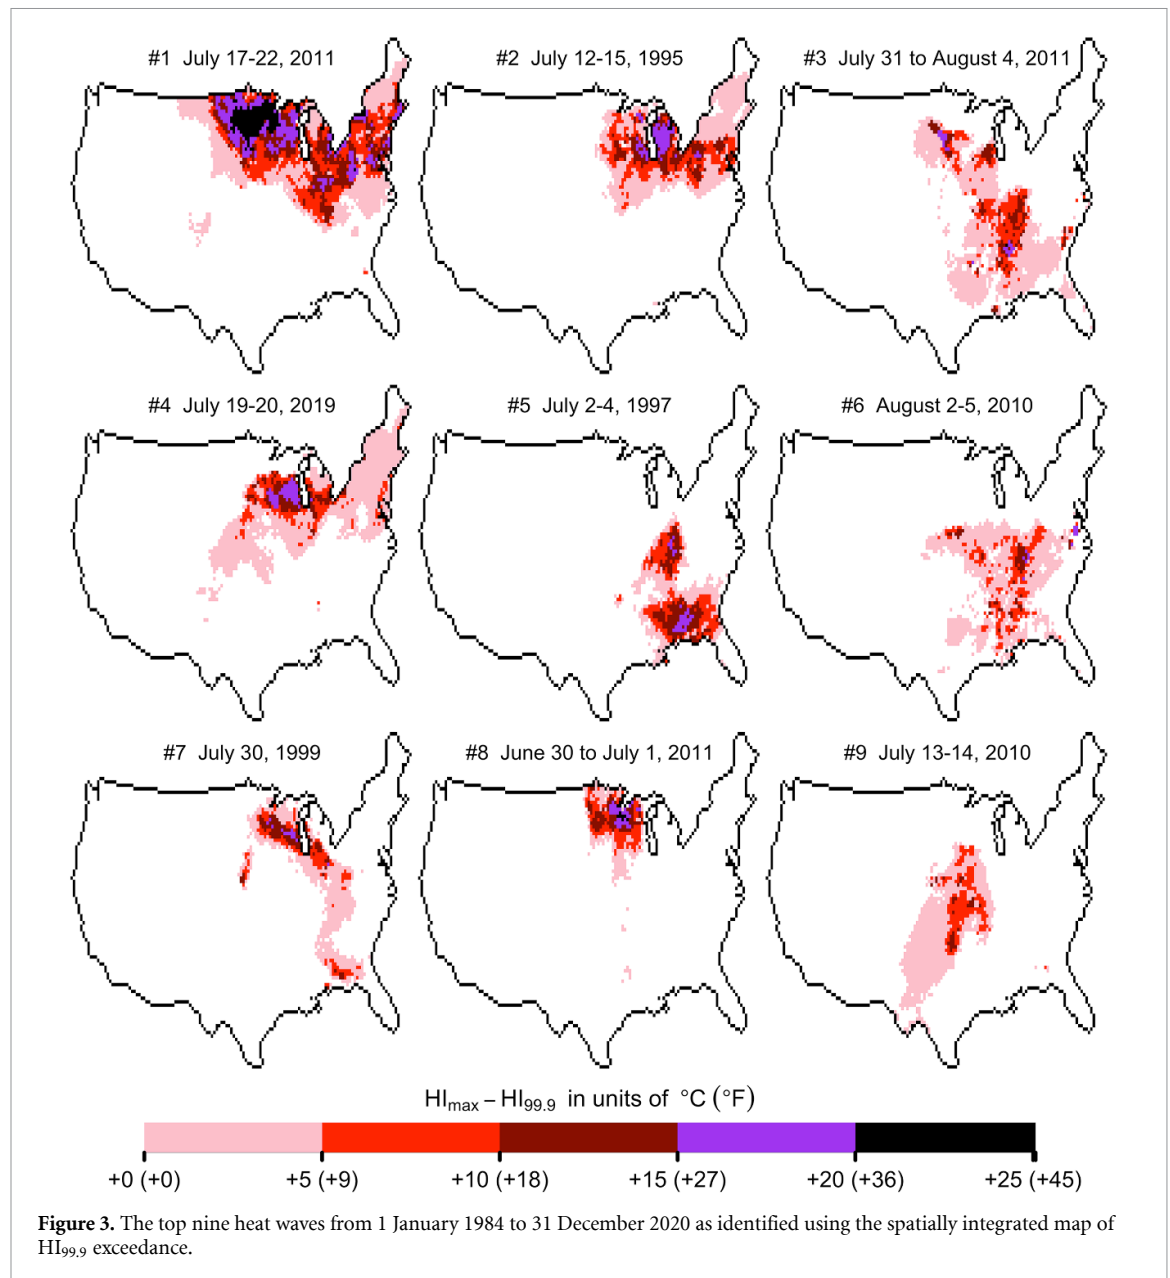 #1 July 17-22, 2011
#2 July 12-15, 1995
#3 July 31 to August 4, 2011
#4 July 19-20, 2019
#5 July 2-4, 1997
#6 August 2-5, 2010
#7 July 30, 1999
#8 June 30 to July 1, 2011
#9 July 13-14, 2010
HImax – HI99.9 in units of °C (°F)
+0 (+0) +5 (+9) +10 (+18) +15 (+27) +20 (+36) +25 (+45)
Figure 3. The top nine heat waves from 1 January 1984 to 31 December 2020 as identified using the spatially integrated map of
HI99.9 exceedance.